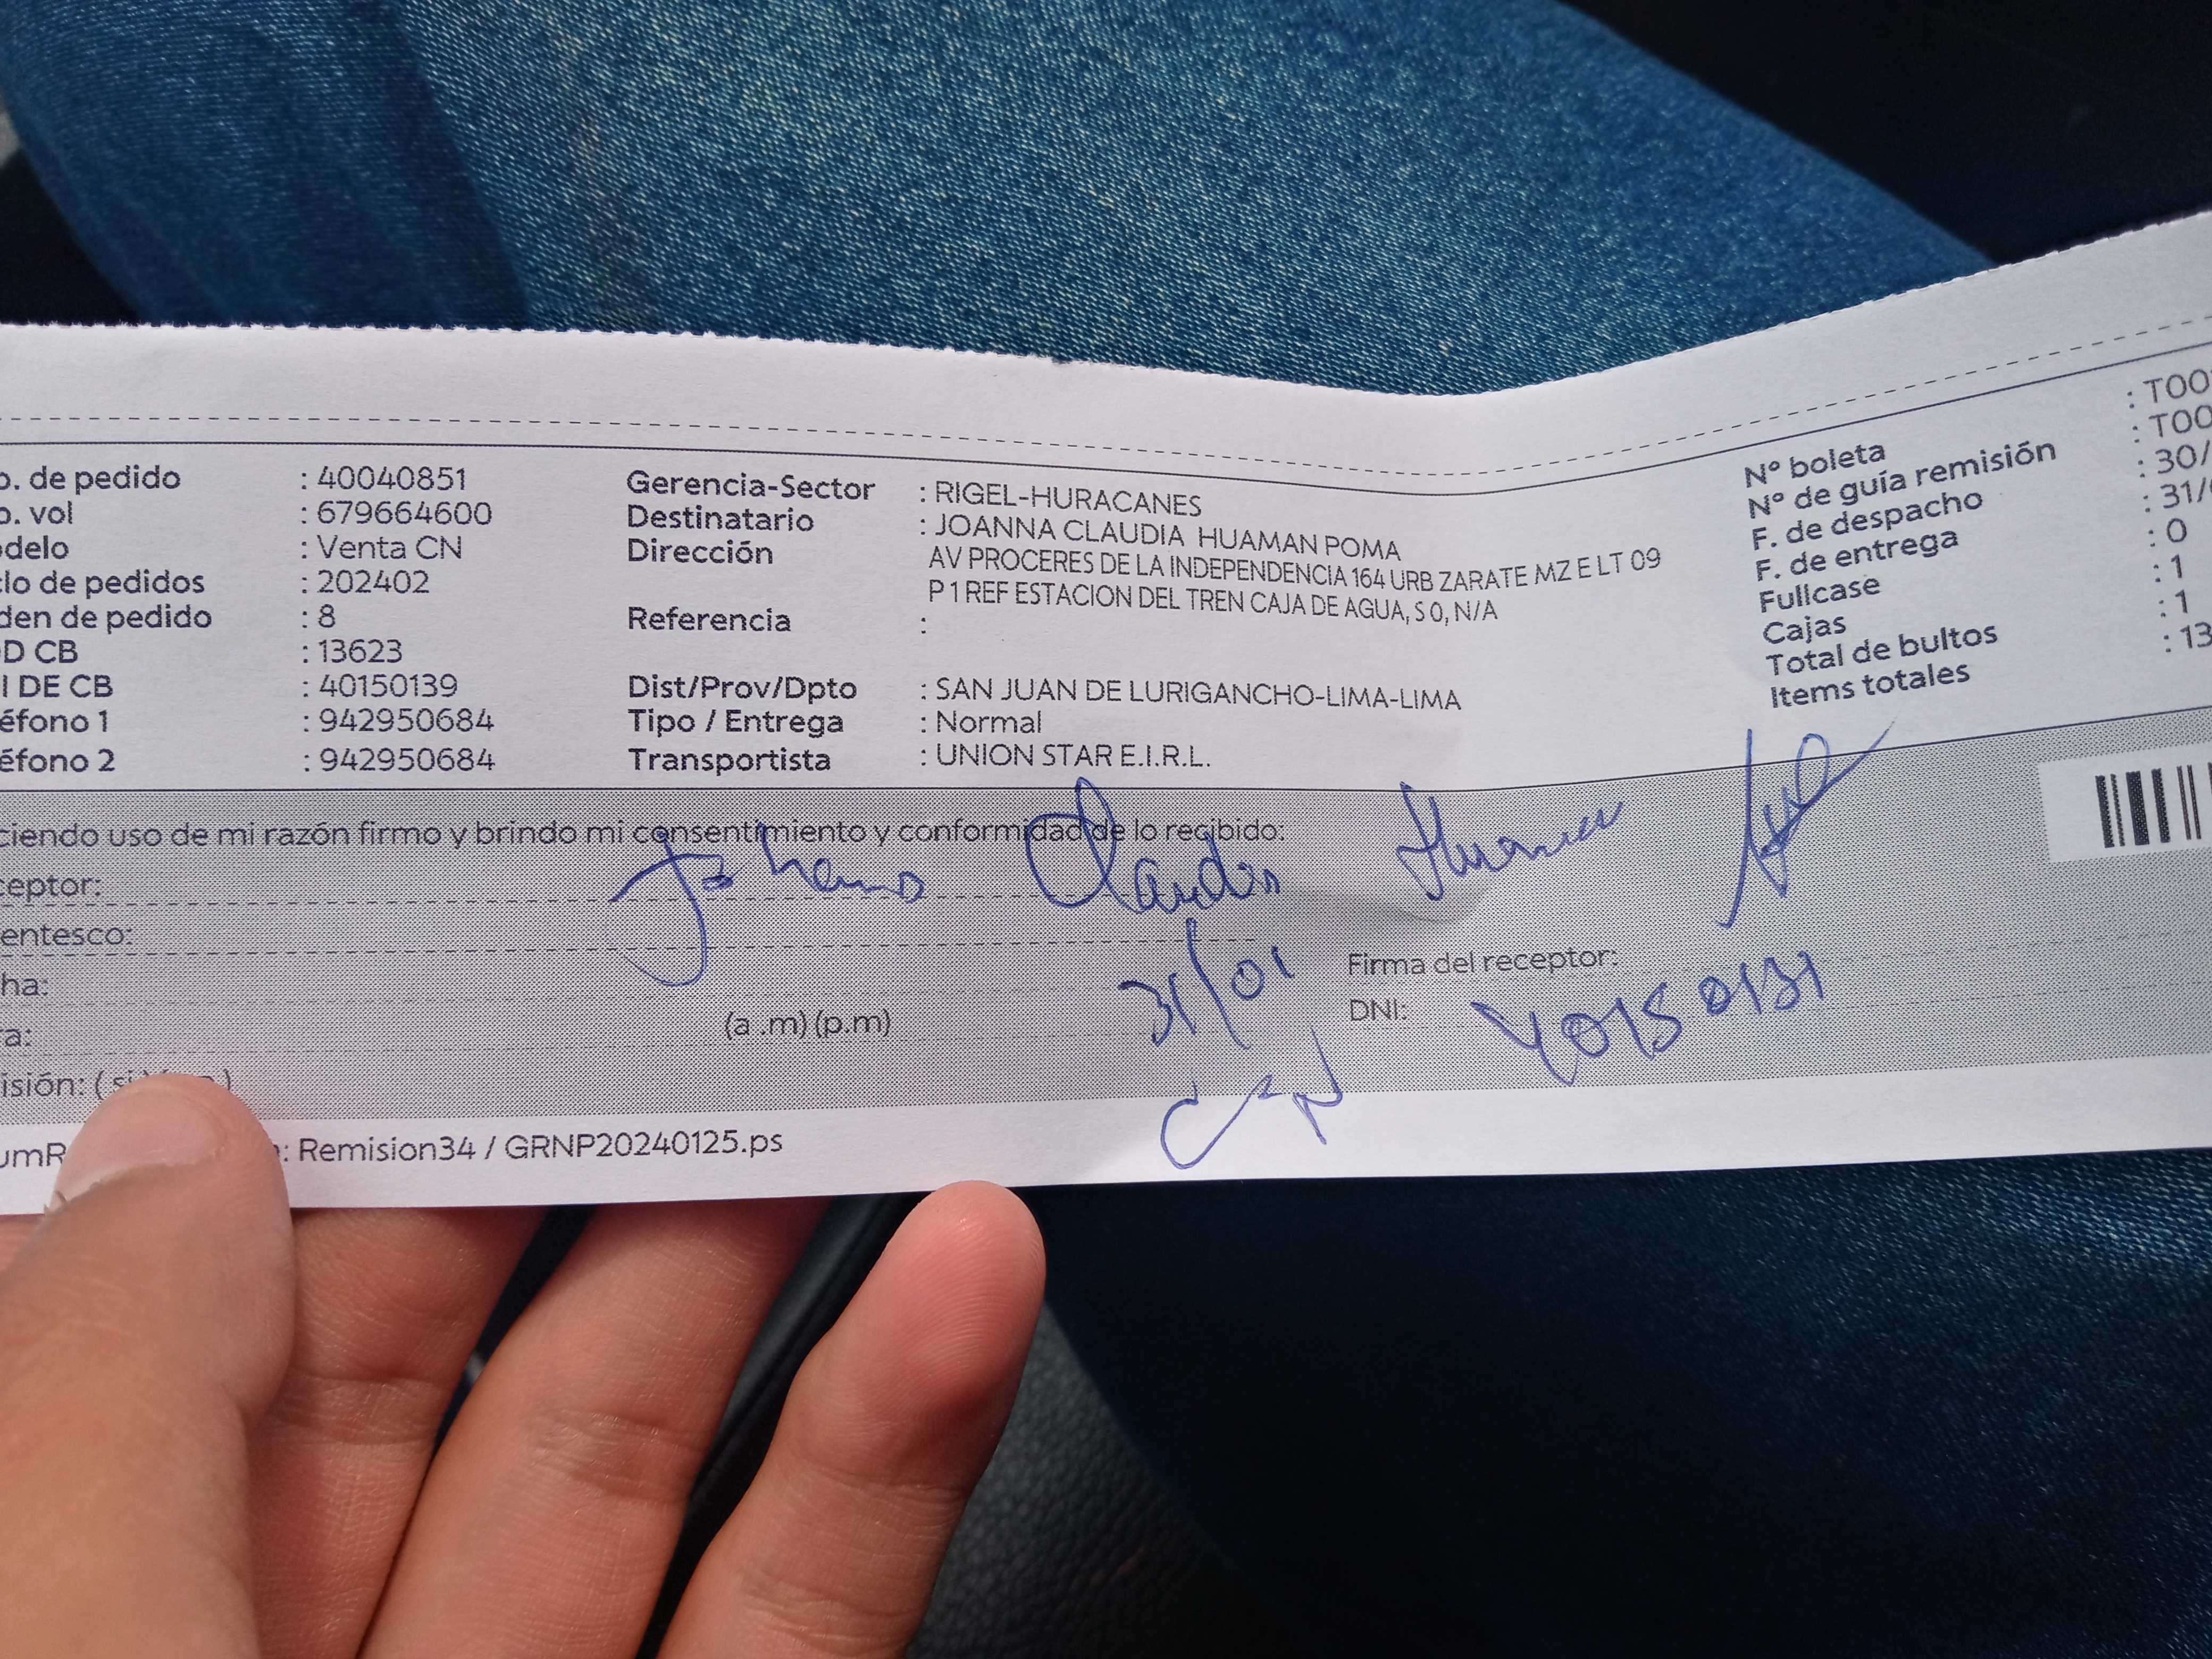 o. de pedido : 40040851
o. vol : 679664600
odelo : Venta CN
clo de pedidos : 202402
den de pedido : 8
D CB : 13623
I DE CB : 40150139
éfono 1 : 942950684
éfono 2 : 942950684
Gerencia-Sector : RIGEL-HURACANES
Destinatario : JOANNA CLAUDIA HUAMAN POMA
Dirección : AV PROCERES DE LA INDEPENDENCIA 164 URB ZARATE MZ E LT 09
P 1 REF ESTACION DEL TREN CAJA DE AGUA, S 0, N/A
Referencia :
Dist/Prov/Dpto : SAN JUAN DE LURIGANCHO-LIMA-LIMA
Tipo / Entrega : Normal
Transportista : UNION STAR E.I.R.L.
N° boleta : T00
N° de guía remisión : T00
F. de despacho : 30/
F. de entrega : 31/
Fullcase : 0
Cajas : 1
Total de bultos : 1
Items totales : 13
ciendo uso de mi razón firmo y brindo mi consentimiento y conformidad de lo recibido:
ceptor: Johana Claudia Huaman
entesco:
ha: 31/01
Firma del receptor:
a: (a .m) (p.m)
DNI: 40150131
isión: ( si
umR : Remision34 / GRNP20240125.ps